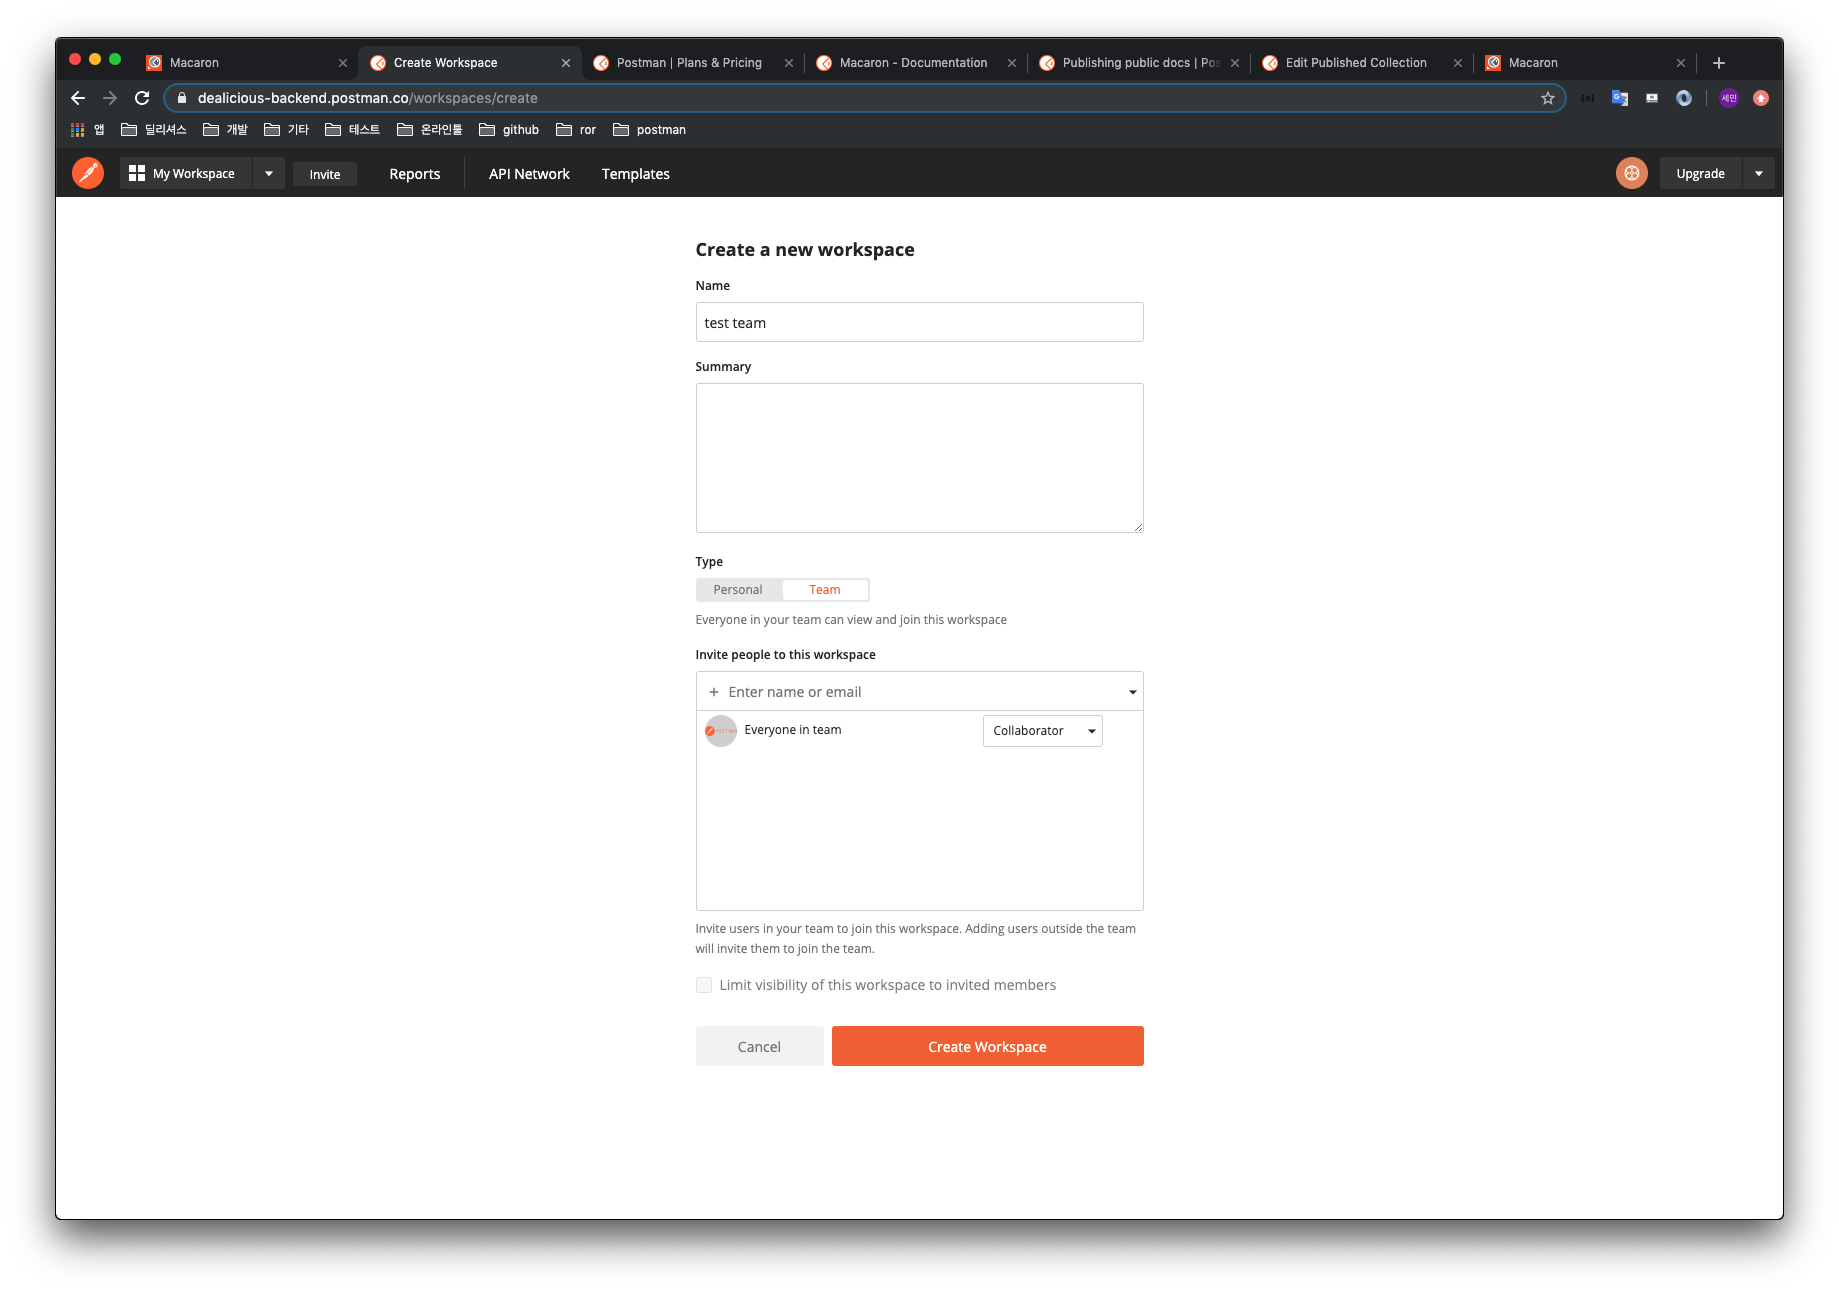 Macaron
Create Workspace
Postman | Plans & Pricing
Macaron - Documentation
Publishing public docs | Pos
Edit Published Collection
Macaron
dealicious-backend.postman.co/workspaces/create
세민
앱
딜리셔스
개발
기타
테스트
온라인툴
github
ror
postman
My Workspace
Invite
Reports
API Network
Templates
Upgrade
Create a new workspace
Name
test team
Summary
Type
Personal
Team
Everyone in your team can view and join this workspace
Invite people to this workspace
+ Enter name or email
Everyone in team
Collaborator
Invite users in your team to join this workspace. Adding users outside the team
will invite them to join the team.
Limit visibility of this workspace to invited members
Cancel
Create Workspace